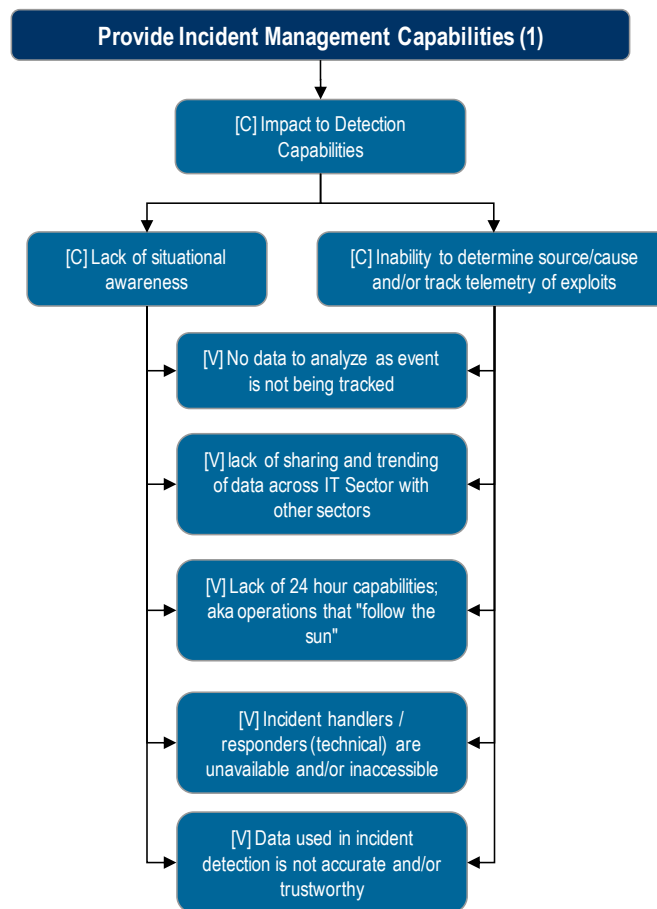 Provide Incident Management Capabilities (1)
[C] Impact to Detection
Capabilities
[C] Lack of situational
awareness
[C] Inability to determine source/cause
and/or track telemetry of exploits
[V] No data to analyze as event
is not being tracked
[V] lack of sharing and trending
of data across IT Sector with
other sectors
[V] Lack of 24 hour capabilities;
aka operations that "follow the
sun"
[V] Incident handlers /
responders (technical) are
unavailable and/or inaccessible
[V] Data used in incident
detection is not accurate and/or
trustworthy